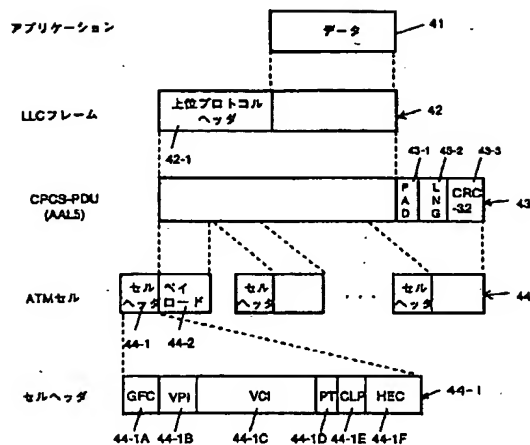 アプリケーション
データ
41
LLCフレーム
上位プロトコル
ヘッダ
42
42-1
43-1 43-2 43-3
CPCS-PDU
(AAL5)
PAD
LNG
CRC
-32
43
ATMセル
セル
ヘッダ
ペイ
ロード
セル
ヘッダ
...
セル
ヘッダ
44
44-1 44-2
セルヘッダ
GFC VPI VCI PT CLP HEC
44-1
44-1A 44-1B 44-1C 44-1D 44-1E 44-1F